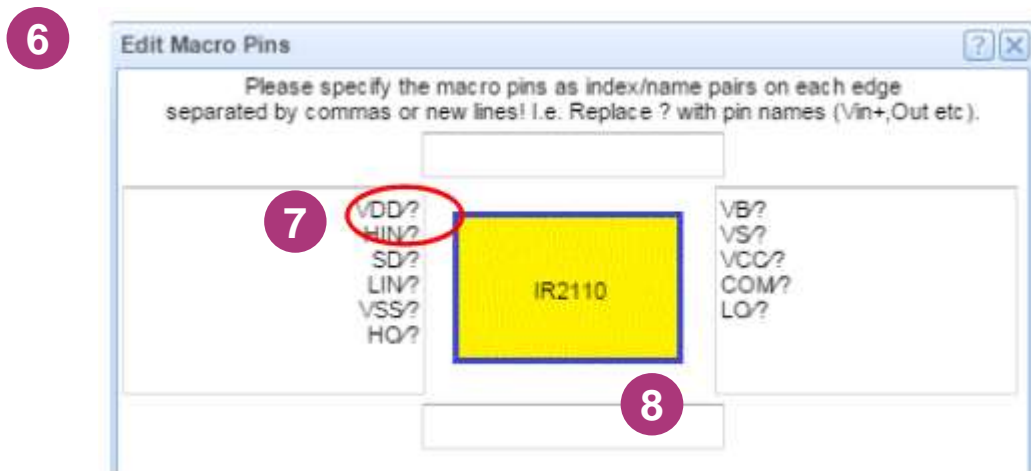 6
Edit Macro Pins
Please specify the macro pins as index/name pairs on each edge
separated by commas or new lines! I.e. Replace ? with pin names (Vin+,Out etc).
7
VDD/?
HIN/?
SD/?
LIN/?
VSS/?
HO/?
IR2110
VB/?
VS/?
VCC/?
COM/?
LO/?
8